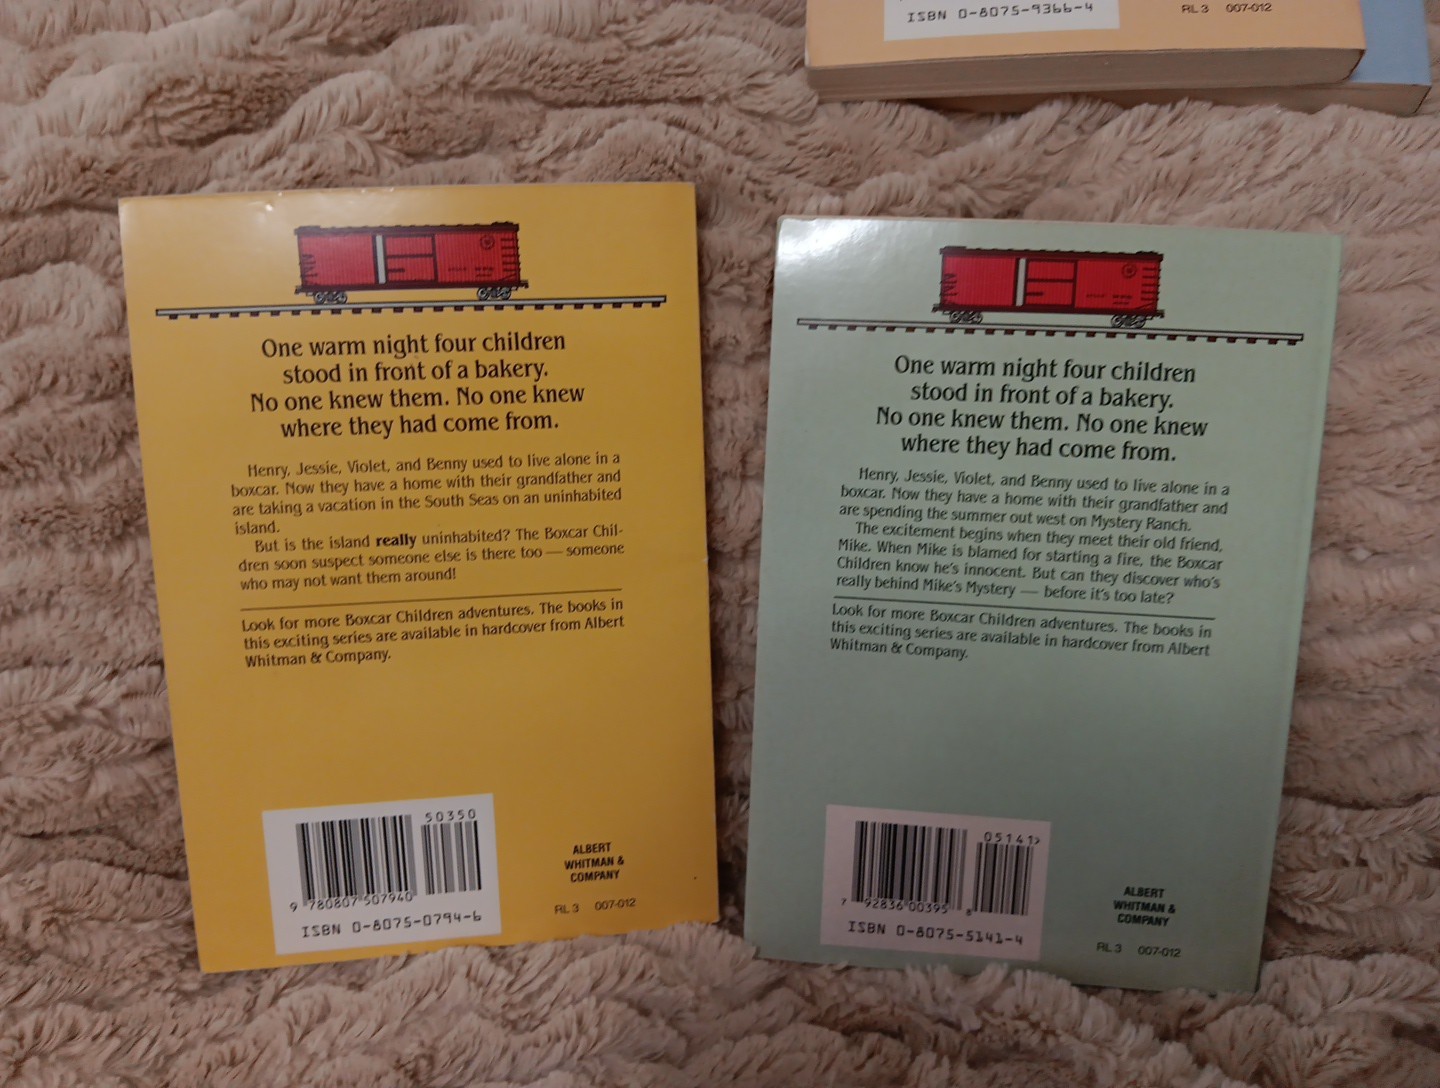 ISBN 0-8075-9366-4
RL 3 007-012
One warm night four children
stood in front of a bakery.
No one knew them. No one knew
where they had come from.
Henry, Jessie, Violet, and Benny used to live alone in a
boxcar. Now they have a home with their grandfather and
are taking a vacation in the South Seas on an uninhabited
island.
But is the island really uninhabited? The Boxcar Chil-
dren soon suspect someone else is there too — someone
who may not want them around!
Look for more Boxcar Children adventures. The books in
this exciting series are available in hardcover from Albert
Whitman & Company.
50350
9 780807 507940
ISBN 0-8075-0794-6
ALBERT
WHITMAN &
COMPANY
RL 3 007-012
One warm night four children
stood in front of a bakery.
No one knew them. No one knew
where they had come from.
Henry, Jessie, Violet, and Benny used to live alone in a
boxcar. Now they have a home with their grandfather and
are spending the summer out west on Mystery Ranch.
The excitement begins when they meet their old friend,
Mike. When Mike is blamed for starting a fire, the Boxcar
Children know he's innocent. But can they discover who's
really behind Mike's Mystery — before it's too late?
Look for more Boxcar Children adventures. The books in
this exciting series are available in hardcover from Albert
Whitman & Company.
05141>
7 92836 00395 8
ISBN 0-8075-5141-4
ALBERT
WHITMAN &
COMPANY
RL 3 007-012